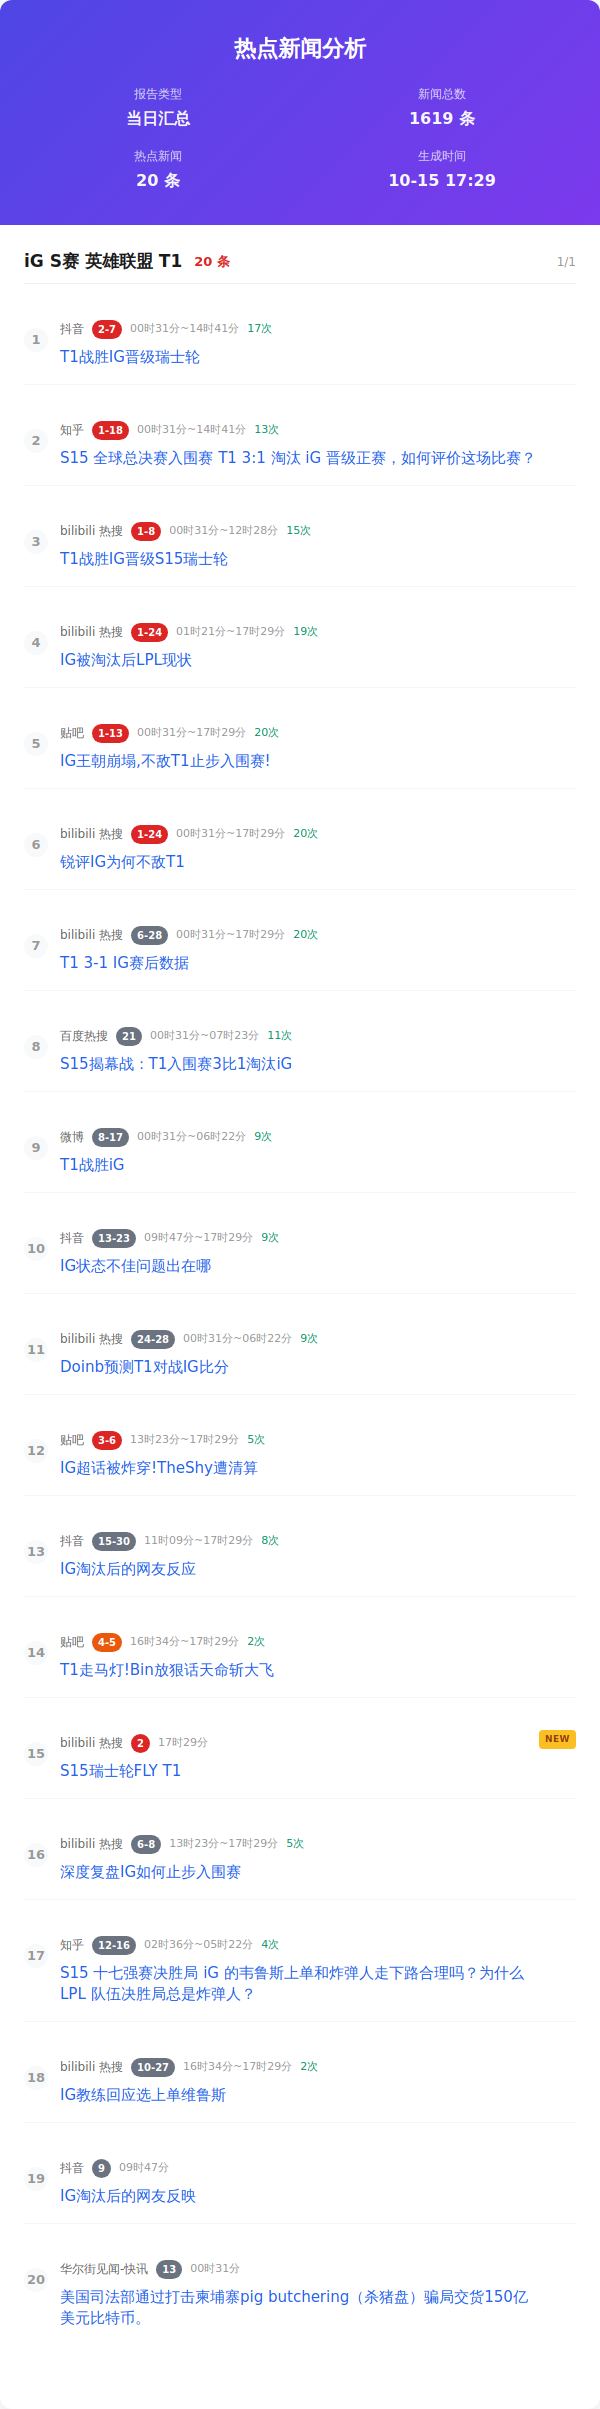 热点新闻分析
报告类型
新闻总数
当日汇总
1619 条
热点新闻
生成时间
20 条
10-15 17:29
iG S赛 英雄联盟 T1 20 条 1/1
1 抖音 2-7 00时31分~14时41分 17次
T1战胜IG晋级瑞士轮
2 知乎 1-18 00时31分~14时41分 13次
S15 全球总决赛入围赛 T1 3:1 淘汰 iG 晋级正赛，如何评价这场比赛？
3 bilibili 热搜 1-8 00时31分~12时28分 15次
T1战胜IG晋级S15瑞士轮
4 bilibili 热搜 1-24 01时21分~17时29分 19次
IG被淘汰后LPL现状
5 贴吧 1-13 00时31分~17时29分 20次
IG王朝崩塌,不敌T1止步入围赛!
6 bilibili 热搜 1-24 00时31分~17时29分 20次
锐评IG为何不敌T1
7 bilibili 热搜 6-28 00时31分~17时29分 20次
T1 3-1 IG赛后数据
8 百度热搜 21 00时31分~07时23分 11次
S15揭幕战：T1入围赛3比1淘汰iG
9 微博 8-17 00时31分~06时22分 9次
T1战胜iG
10 抖音 13-23 09时47分~17时29分 9次
IG状态不佳问题出在哪
11 bilibili 热搜 24-28 00时31分~06时22分 9次
Doinb预测T1对战IG比分
12 贴吧 3-6 13时23分~17时29分 5次
IG超话被炸穿!TheShy遭清算
13 抖音 15-30 11时09分~17时29分 8次
IG淘汰后的网友反应
14 贴吧 4-5 16时34分~17时29分 2次
T1走马灯!Bin放狠话天命斩大飞
15 bilibili 热搜 2 17时29分 NEW
S15瑞士轮FLY T1
16 bilibili 热搜 6-8 13时23分~17时29分 5次
深度复盘IG如何止步入围赛
17 知乎 12-16 02时36分~05时22分 4次
S15 十七强赛决胜局 iG 的韦鲁斯上单和炸弹人走下路合理吗？为什么
LPL 队伍决胜局总是炸弹人？
18 bilibili 热搜 10-27 16时34分~17时29分 2次
IG教练回应选上单维鲁斯
19 抖音 9 09时47分
IG淘汰后的网友反映
20 华尔街见闻-快讯 13 00时31分
美国司法部通过打击柬埔寨pig butchering（杀猪盘）骗局交货150亿
美元比特币。